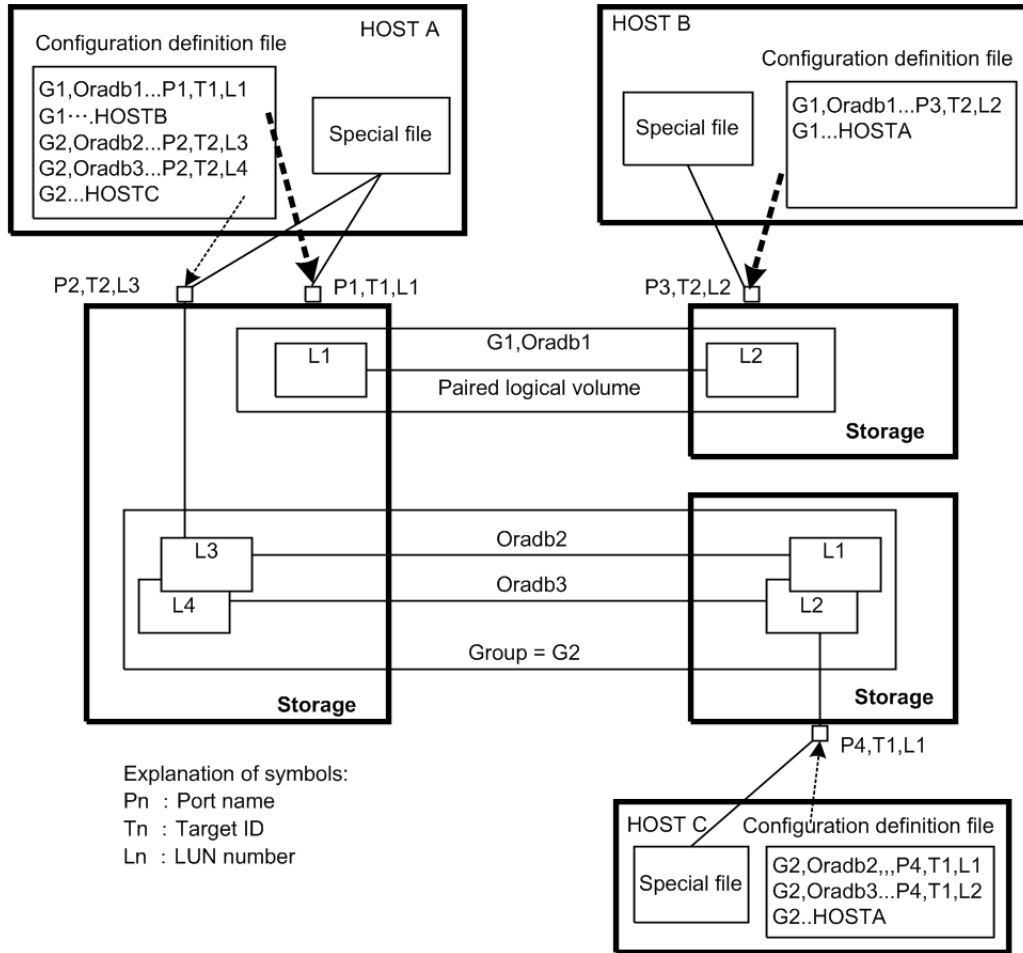 HOST A
Configuration definition file
G1,Oradb1...P1,T1,L1
G1···.HOSTB
G2,Oradb2...P2,T2,L3
G2,Oradb3...P2,T2,L4
G2...HOSTC
Special file
HOST B
Configuration definition file
Special file
G1,Oradb1...P3,T2,L2
G1...HOSTA
P2,T2,L3
P1,T1,L1
P3,T2,L2
G1,Oradb1
L1
L2
Paired logical volume
Storage
Oradb2
L3
L1
Oradb3
L4
L2
Group = G2
Storage
Storage
P4,T1,L1
Explanation of symbols:
Pn : Port name
Tn : Target ID
Ln : LUN number
HOST C
Configuration definition file
Special file
G2,Oradb2,,,P4,T1,L1
G2,Oradb3...P4,T1,L2
G2..HOSTA